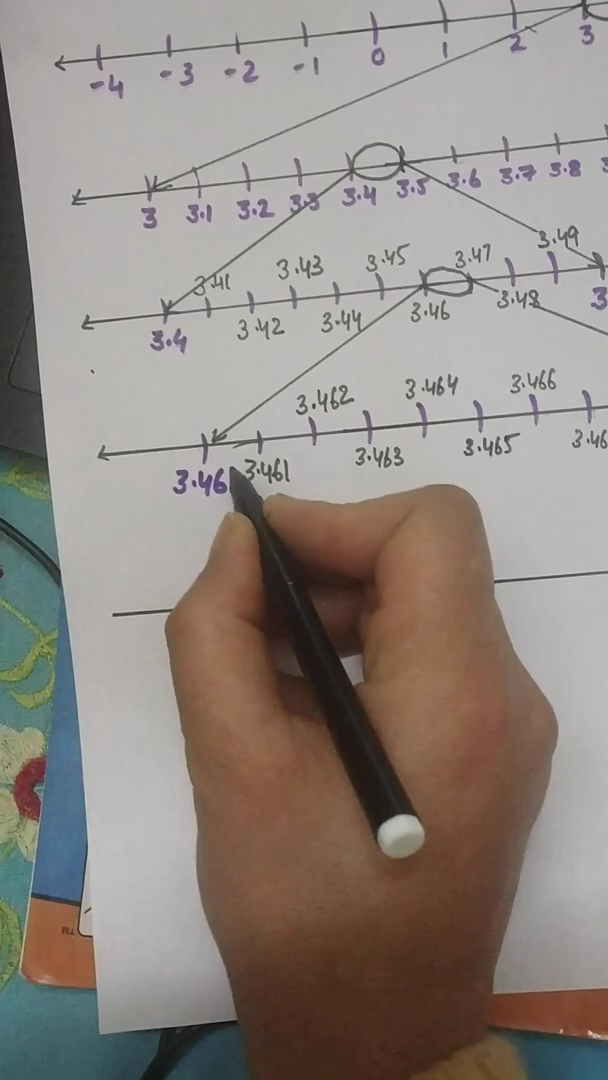 -4 -3 -2 -1 0 1 2 3
3 3.1 3.2 3.3 3.4 3.5 3.6 3.7 3.8
3.41 3.43 3.45 3.47 3.49
3.4 3.42 3.44 3.46 3.48
3.462 3.464 3.466
3.46 3.461 3.463 3.465
TM